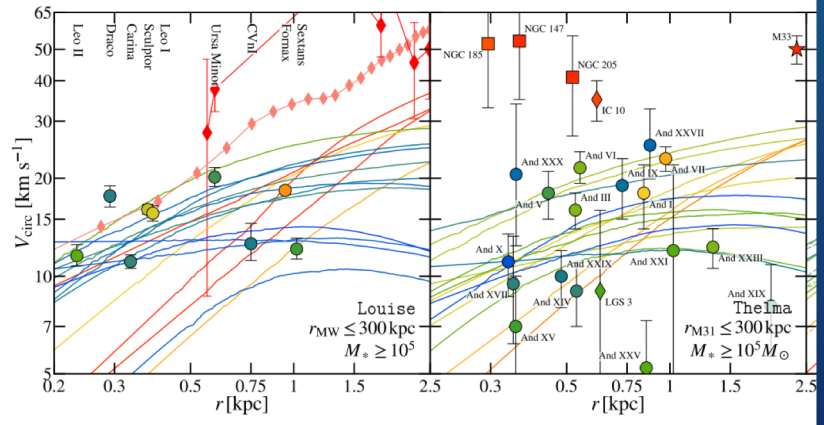 65
50
40
30
20
15
10
7
5
V_circ [km s⁻¹]
Leo II
Draco
Carina
Sculptor
Leo I
Ursa Minor
CVnI
Fornax
Sextans
Louise
r_MW ≤ 300 kpc
M_* ≥ 10⁵
0.2 0.3 0.5 0.75 1 1.5 2.5
r [kpc]
NGC 185
NGC 147
NGC 205
IC 10
M33
And XXVII
And XXX
And VI
And IX
And VII
And V
And III
And I
And X
And XXIX
And XXI
And XXIII
And XVII
And XIV
LGS 3
And XIX
And XV
And XXV
Thelma
r_M31 ≤ 300 kpc
M_* ≥ 10⁵ M_⊙
0.3 0.5 0.75 1 1.5 2.5
r [kpc]